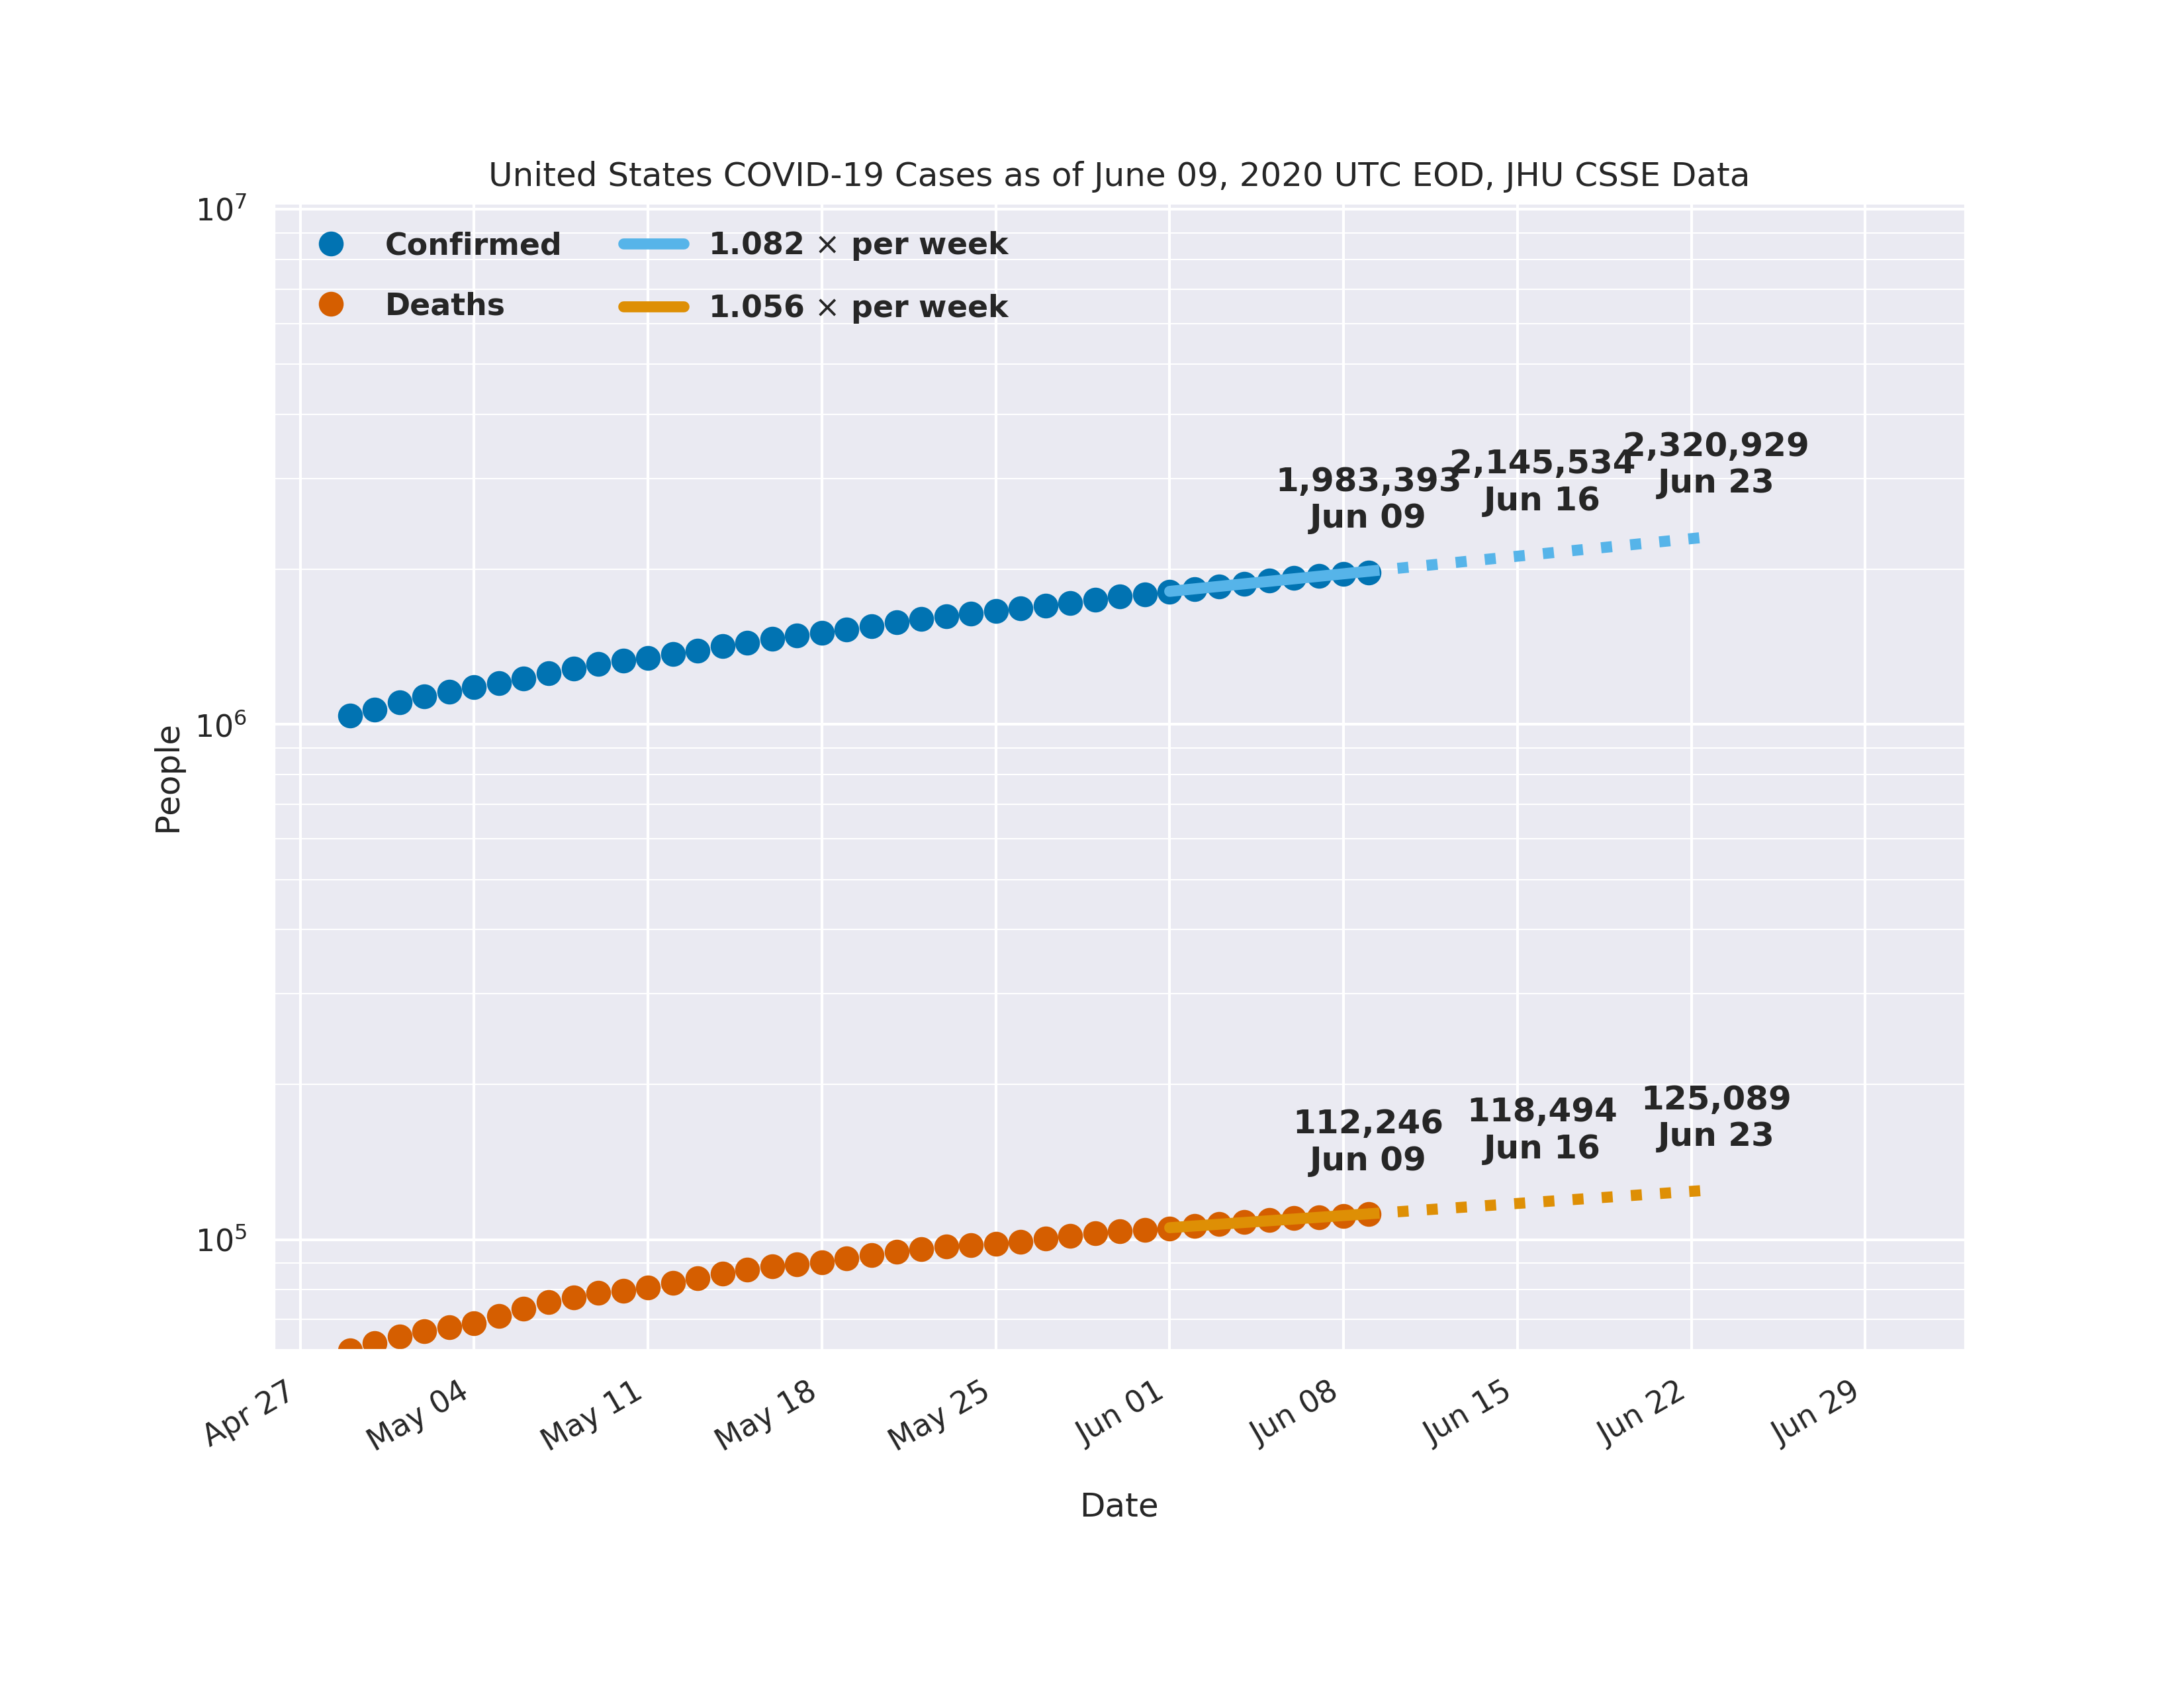 United States COVID-19 Cases as of June 09, 2020 UTC EOD, JHU CSSE Data
10⁷
Confirmed
1.082 × per week
Deaths
1.056 × per week
2,320,929
Jun 23
2,145,534
Jun 16
1,983,393
Jun 09
10⁶
People
125,089
Jun 23
118,494
Jun 16
112,246
Jun 09
10⁵
Apr 27
May 04
May 11
May 18
May 25
Jun 01
Jun 08
Jun 15
Jun 22
Jun 29
Date